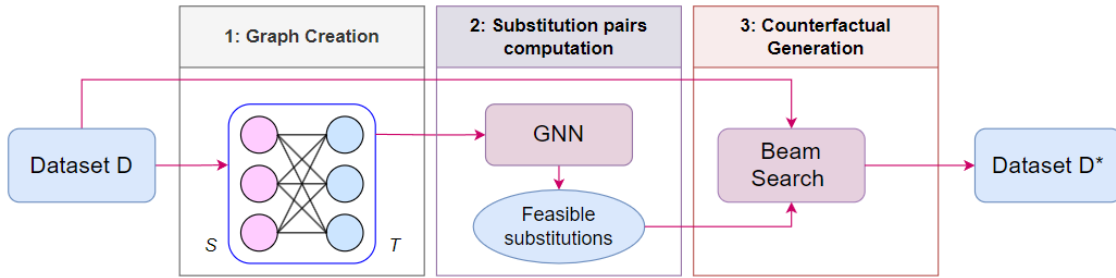 1: Graph Creation
2: Substitution pairs
computation
3: Counterfactual
Generation
Dataset D
S
T
GNN
Feasible
substitutions
Beam
Search
Dataset D*